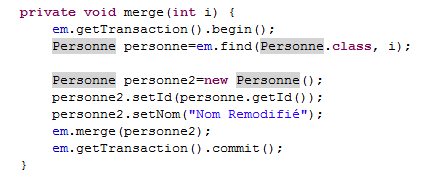 private void merge(int i) {
em.getTransaction().begin();
Personne personne=em.find(Personne.class, i);
Personne personne2=new Personne();
personne2.setId(personne.getId());
personne2.setNom("Nom Remodifié");
em.merge(personne2);
em.getTransaction().commit();
}